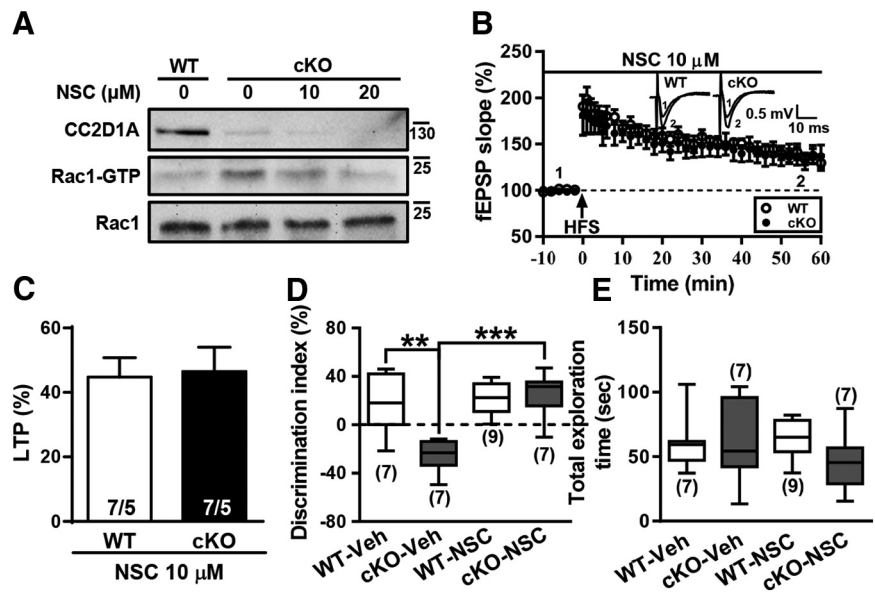 A
WT cKO
NSC (µM) 0 0 10 20
CC2D1A 130
Rac1-GTP 25
Rac1 25
B
NSC 10 µM
fEPSP slope (%)
250
200
150
100
50
WT cKO
1 1
2 2
0.5 mV
10 ms
1
2
HFS
WT
cKO
-10 0 10 20 30 40 50 60
Time (min)
C
LTP (%)
60
40
20
0
7/5 7/5
WT cKO
NSC 10 µM
D
Discrimination index (%)
80
40
0
-40
-80
** ***
(7) (7) (9) (7)
WT-Veh cKO-Veh WT-NSC cKO-NSC
E
Total exploration
time (sec)
150
100
50
0
(7) (7) (9) (7)
WT-Veh cKO-Veh WT-NSC cKO-NSC